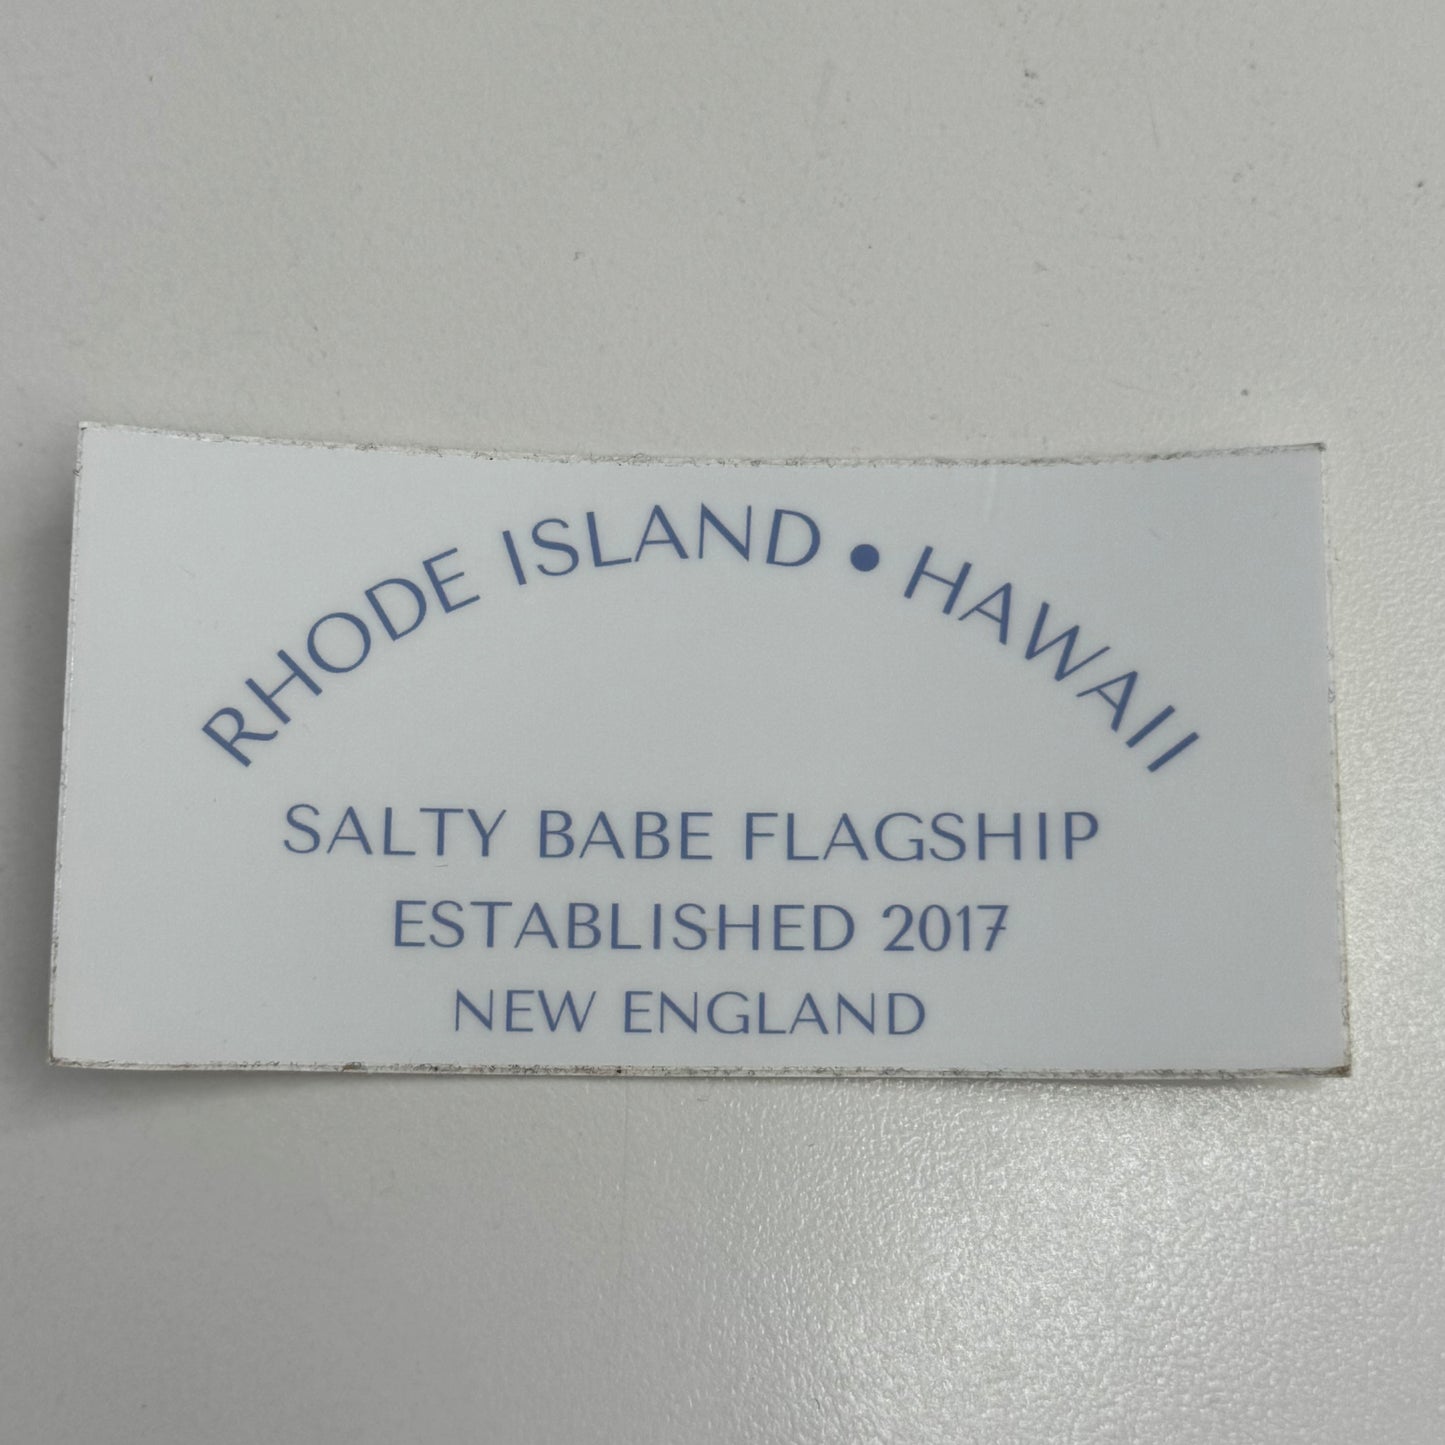 RHODE ISLAND • HAWAII
SALTY BABE FLAGSHIP
ESTABLISHED 2017
NEW ENGLAND